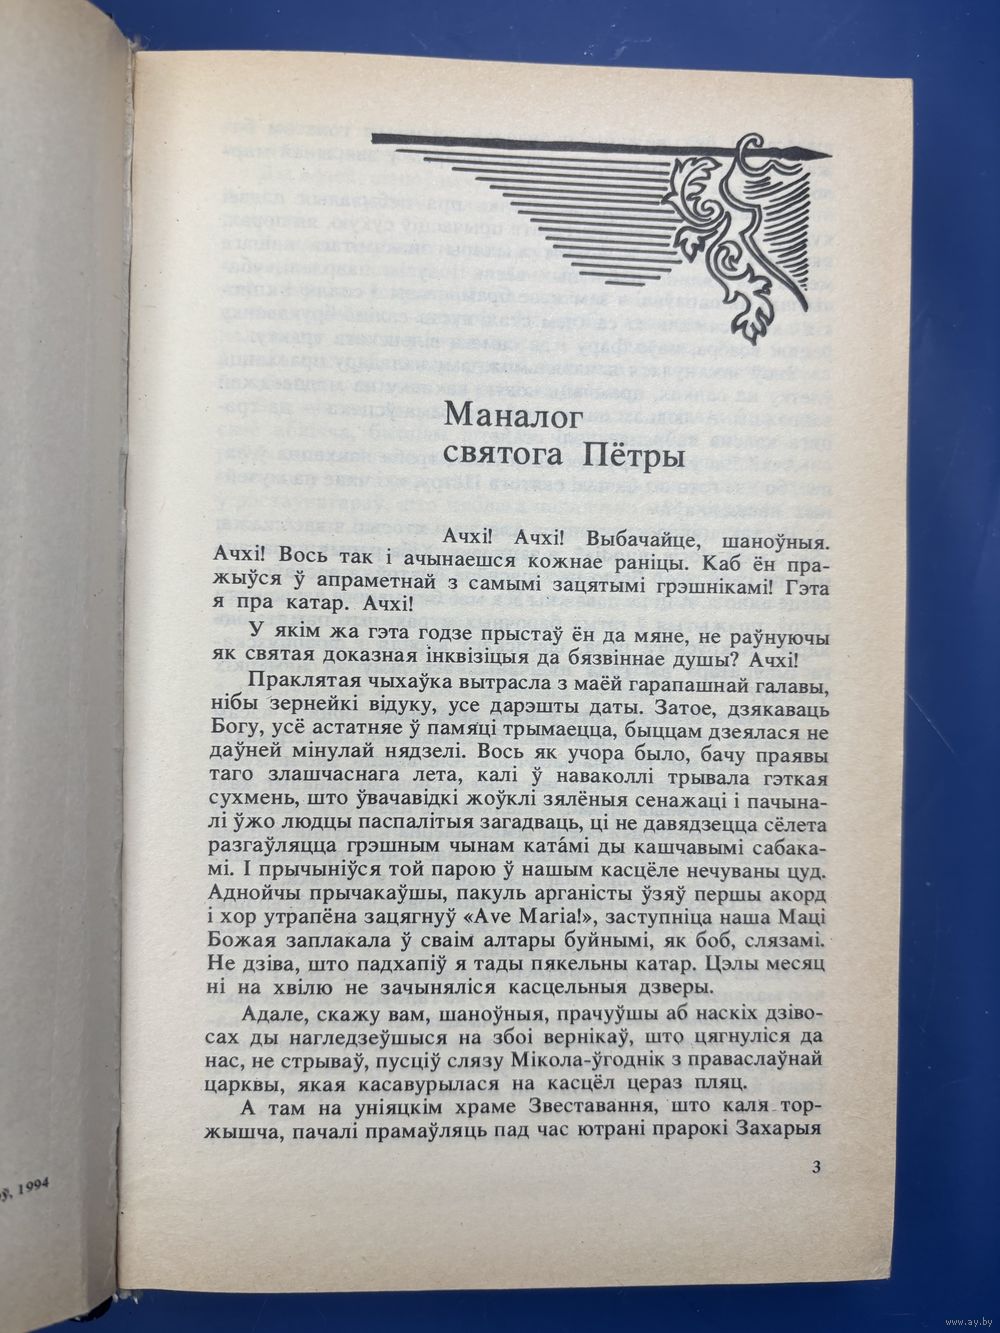 Маналог
святога Пётры
Ачхі! Ачхі! Выбачайце, шаноўныя.
Ачхі! Вось так і ачынаешся кожнае раніцы. Каб ён пра-
жыўся ў апраметнай з самымі зацятымі грэшнікамі! Гэта
я пра катар. Ачхі!
У якім жа гэта годзе прыстаў ён да мяне, не раўнуючы
як святая доказная інквізіцыя да бязвіннае душы? Ачхі!
Праклятая чыхаўка вытрасла з маёй гарапашнай галавы,
нібы зернейкі відуку, усе дарэшты даты. Затое, дзякаваць
Богу, усё астатняе ў памяці трымаецца, быццам дзеялася не
даўней мінулай нядзелі. Вось як учора было, бачу праявы
таго злашчаснага лета, калі ў наваколлі трывала гэткая
сухмень, што ўвачавідкі жоўклі зялёныя сенажаці і пачына-
лі ўжо людцы паспалітыя загадваць, ці не давядзецца сёлета
разгаўляцца грэшным чынам ката́мі ды кашчавымі сабака-
мі. І прычыніўся той парою ў нашым касцёле нечуваны цуд.
Аднойчы прычакаўшы, пакуль арганісты ўзяў першы акорд
і хор утрапёна зацягнуў «Ave Maria!», заступніца наша Маці
Божая заплакала ў сваім алтары буйнымі, як боб, слязамі.
Не дзіва, што падхапіў я тады пякельны катар. Цэлы месяц
ні на хвілю не зачыняліся касцельныя дзверы.
Адале, скажу вам, шаноўныя, прачуўшы аб наскіх дзіво-
сах ды нагледзеўшыся на збоі вернікаў, што цягнуліся да
нас, не стрываў, пусціў слязу Мікола-ўгоднік з праваслаўнай
царквы, якая касавурылася на касцёл цераз пляц.
А там на уніяцкім храме Звеставання, што каля тор-
жышча, пачалі прамаўляць пад час ютрані прарокі Захарыя
3
ў, 1994
www.ay.by